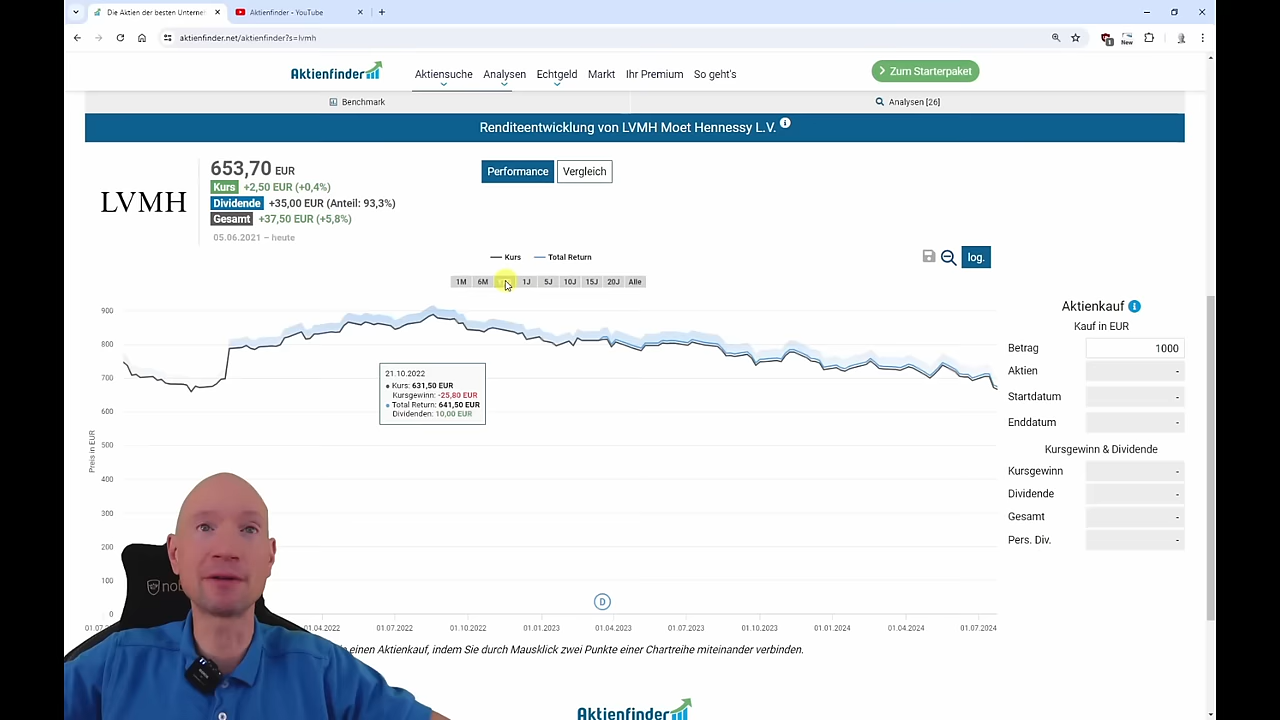 Die Aktien der besten Unterneh
Aktienfinder - YouTube
aktienfinder.net/aktienfinder?s=lvmh
New
Aktienfinder
Aktiensuche
Analysen
Echtgeld
Markt
Ihr Premium
So geht's
Zum Starterpaket
Benchmark
Analysen [26]
Renditeentwicklung von LVMH Moet Hennessy L.V.
LVMH
653,70 EUR
Kurs +2,50 EUR (+0,4%)
Dividende +35,00 EUR (Anteil: 93,3%)
Gesamt +37,50 EUR (+5,8%)
05.06.2021 – heute
Performance
Vergleich
Kurs
Total Return
log.
1M 6M 1J 5J 10J 15J 20J Alle
Preis in EUR
900
800
700
600
500
400
300
200
100
0
21.10.2022
Kurs: 631,50 EUR
Kursgewinn: -25,80 EUR
Total Return: 641,50 EUR
Dividenden: 10,00 EUR
D
01.04.2022 01.07.2022 01.10.2022 01.01.2023 01.04.2023 01.07.2023 01.10.2023 01.01.2024 01.04.2024 01.07.2024
einen Aktienkauf, indem Sie durch Mausklick zwei Punkte einer Chartreihe miteinander verbinden.
Aktienkauf
Kauf in EUR
Betrag 1000
Aktien -
Startdatum -
Enddatum -
Kursgewinn & Dividende
Kursgewinn -
Dividende -
Gesamt -
Pers. Div. -
Aktienfinder